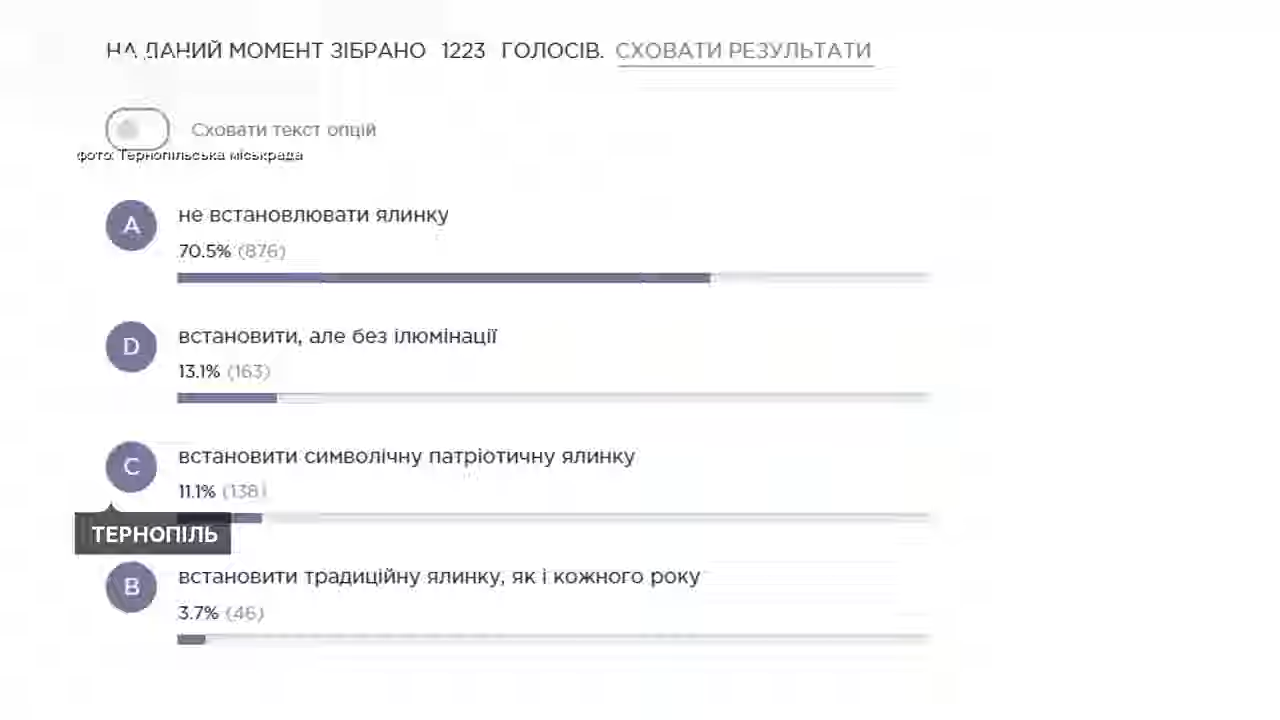 НА ДАНИЙ МОМЕНТ ЗІБРАНО 1223 ГОЛОСІВ. СХОВАТИ РЕЗУЛЬТАТИ
Сховати текст опцій
фото: Тернопільська міськрада
A не встановлювати ялинку
70.5% (876)
D встановити, але без ілюмінації
13.1% (163)
C встановити символічну патріотичну ялинку
11.1% (138)
ТЕРНОПІЛЬ
B встановити традиційну ялинку, як і кожного року
3.7% (46)